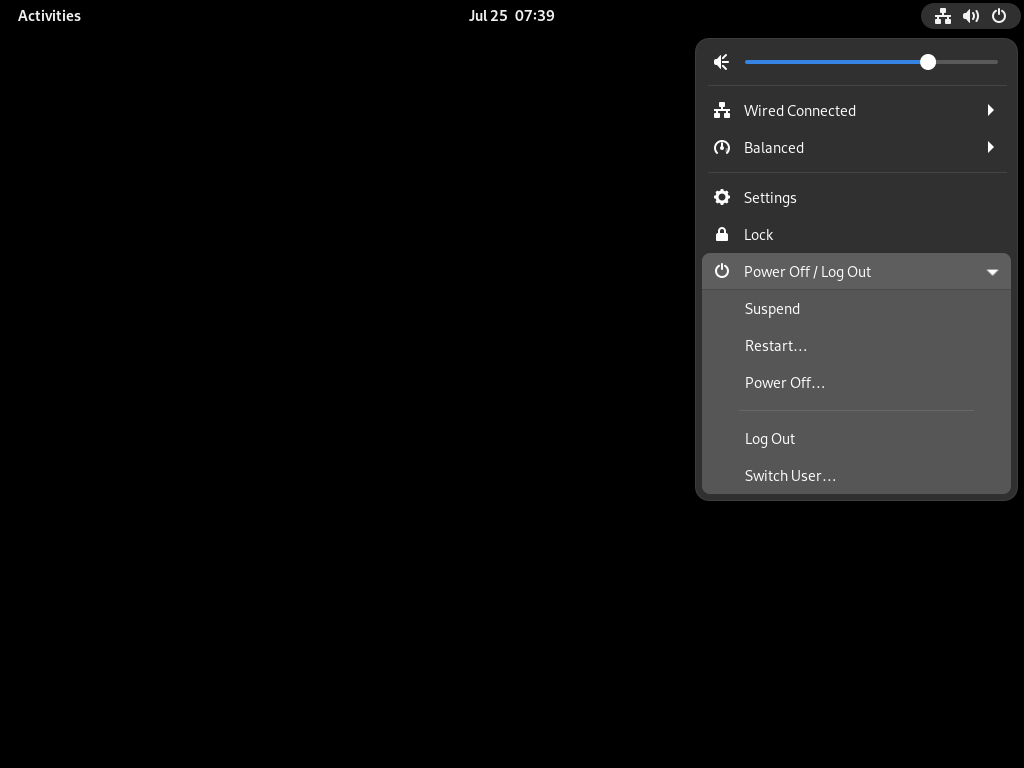 Activities
Jul 25 07:39
Wired Connected
Balanced
Settings
Lock
Power Off / Log Out
Suspend
Restart...
Power Off...
Log Out
Switch User...